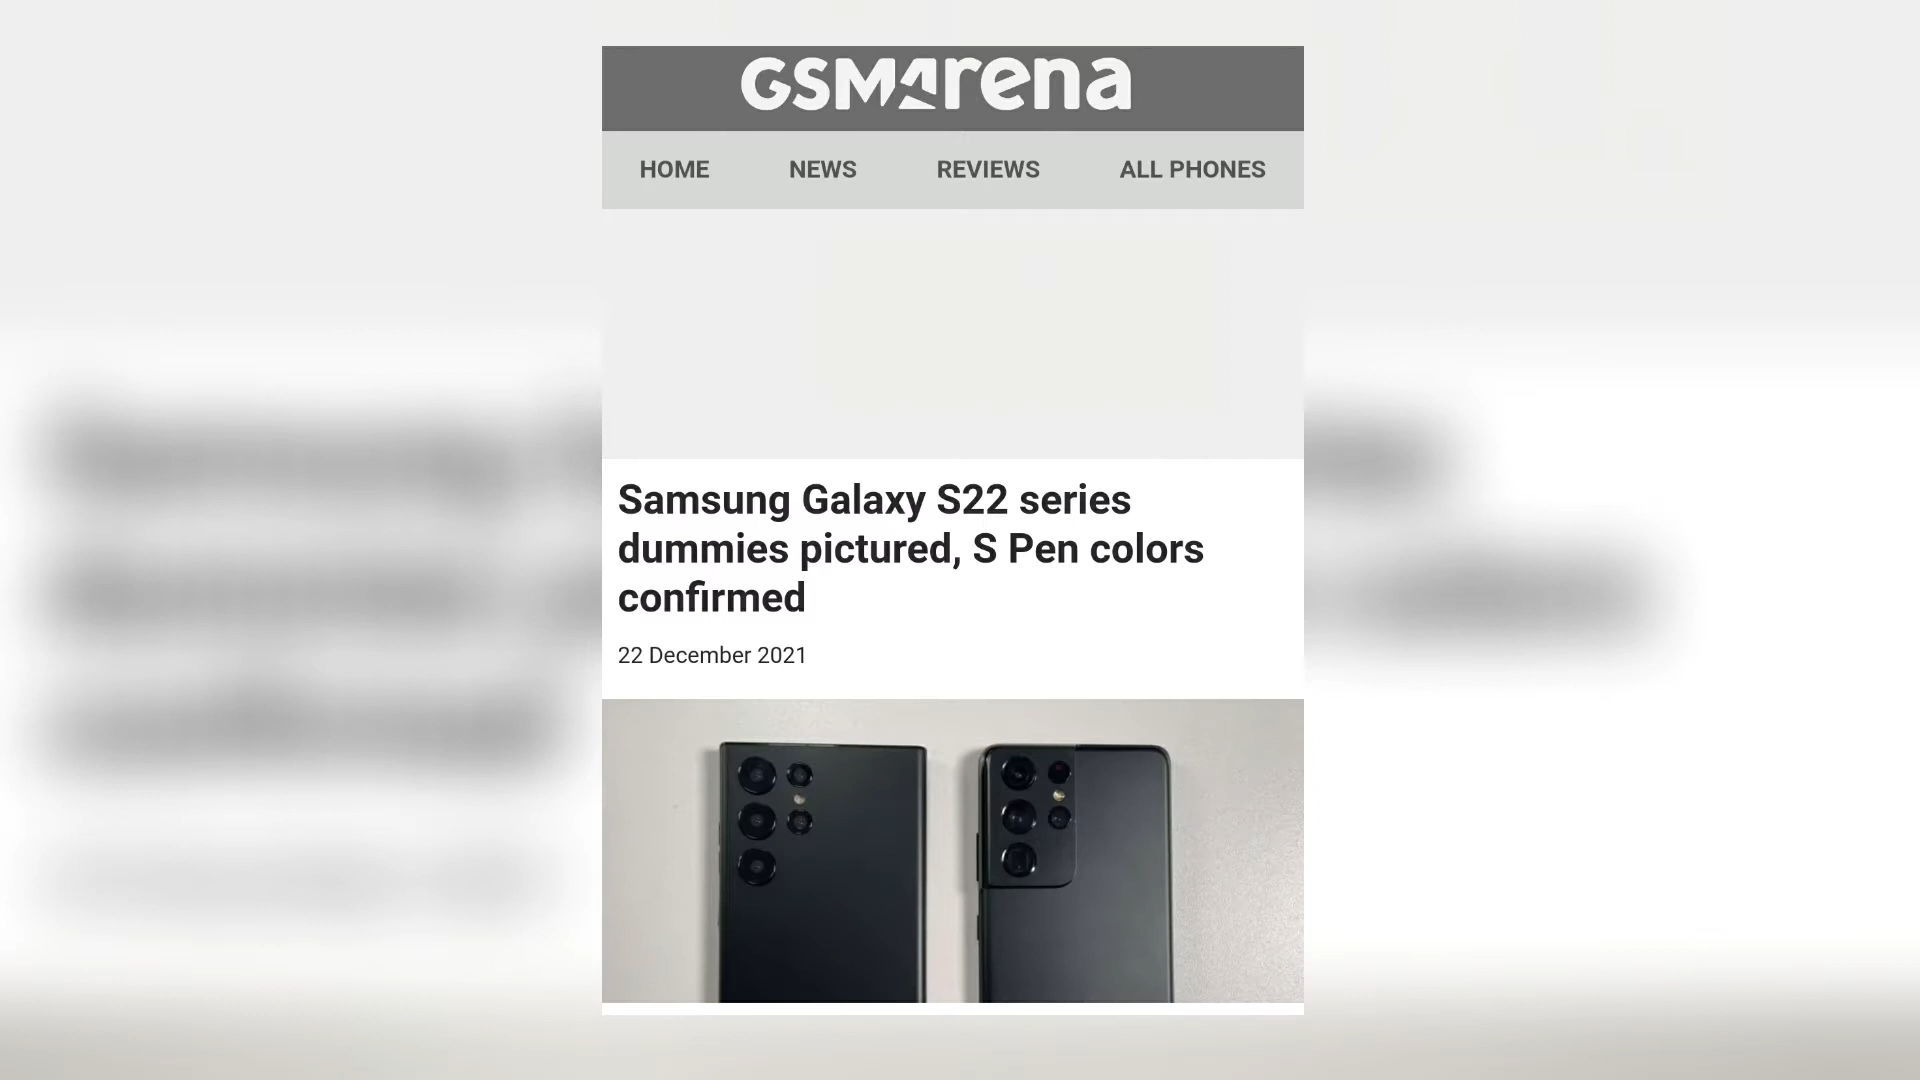 GSMArena
HOME NEWS REVIEWS ALL PHONES
Samsung Galaxy S22 series
dummies pictured, S Pen colors
confirmed
22 December 2021